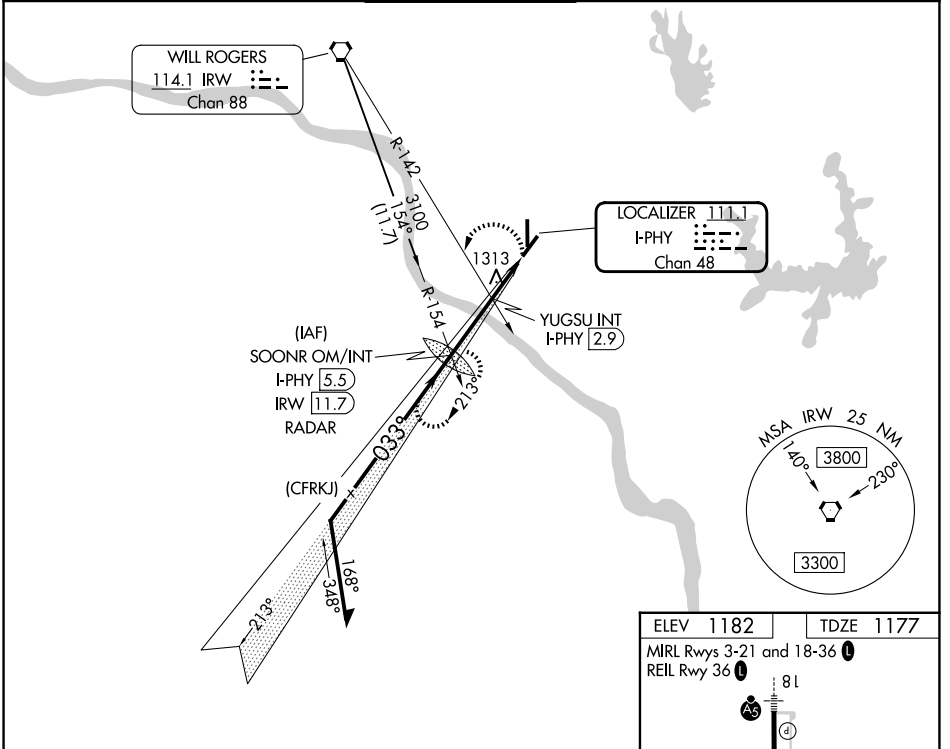 WILL ROGERS
114.1 IRW
Chan 88
R-142
3100
154°
(11.7)
R-154
LOCALIZER 111.1
I-PHY
Chan 48
1313
YUGSU INT
I-PHY 2.9
(IAF)
SOONR OM/INT
I-PHY 5.5
IRW 11.7
RADAR
213°
033°
(CFRKJ)
168°
348°
213°
MSA IRW 25 NM
140°
3800
230°
3300
ELEV 1182
TDZE 1177
MIRL Rwys 3-21 and 18-36 L
REIL Rwy 36 L
18
A5
P